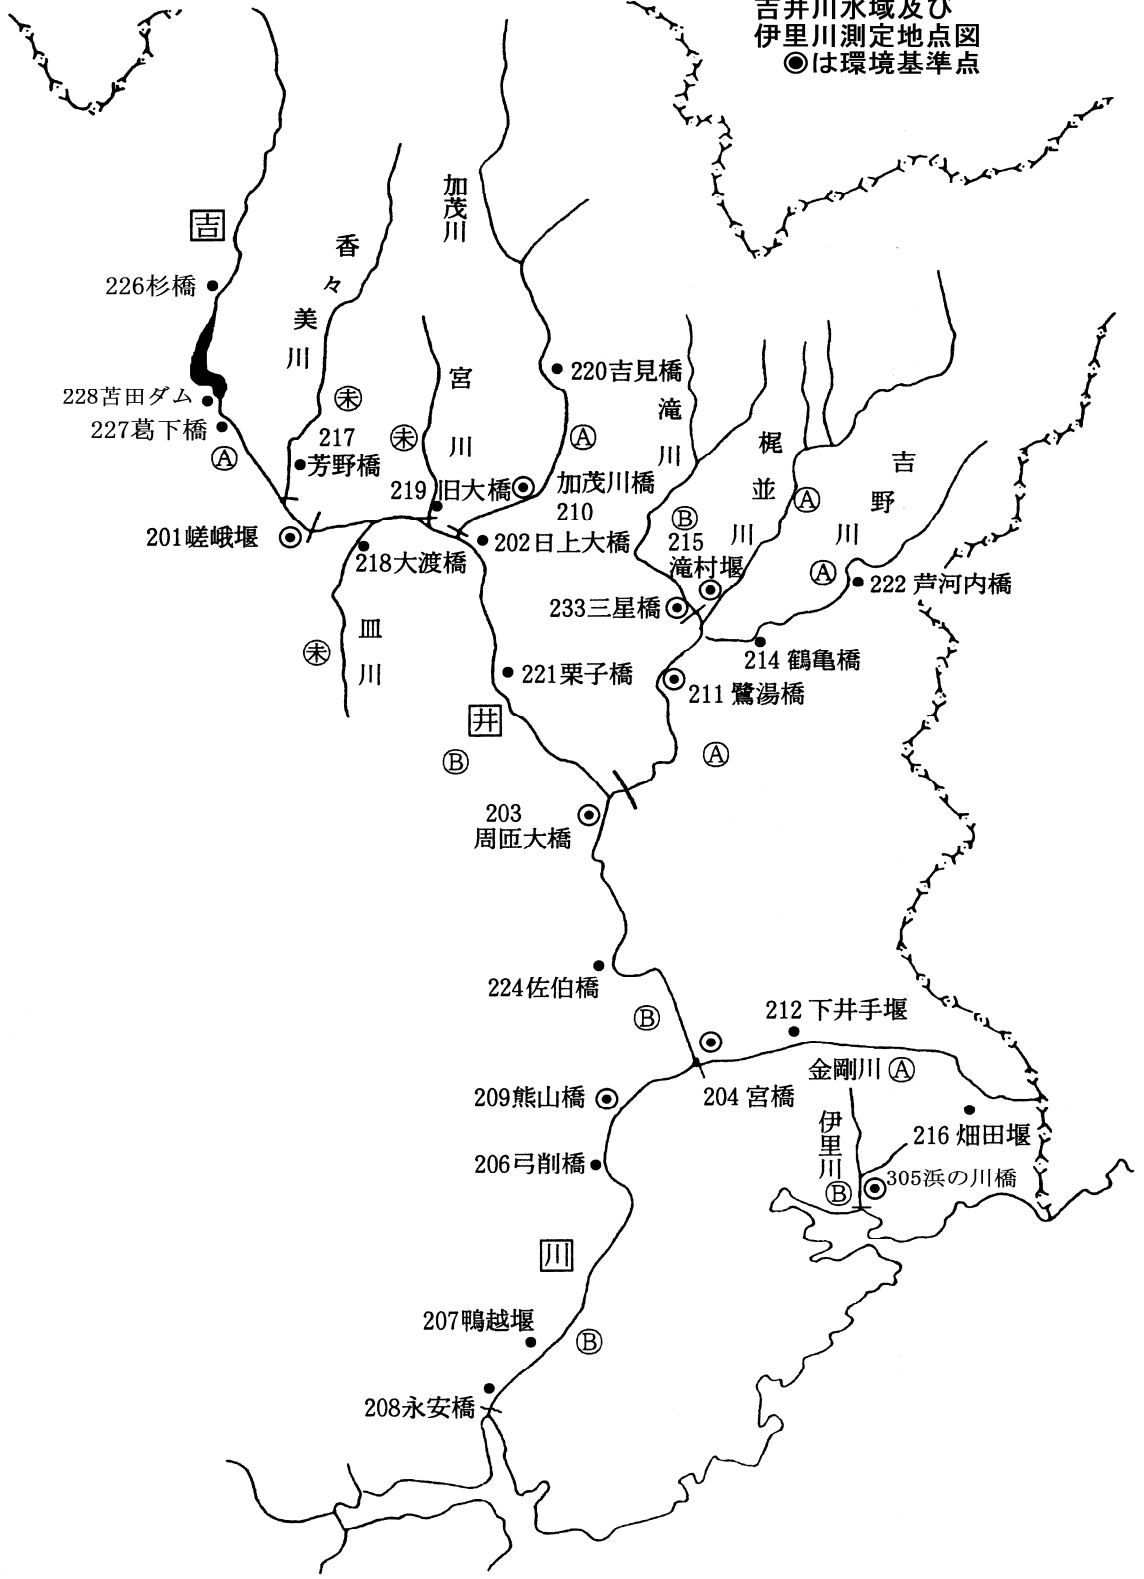 吉井川水域及び
伊里川測定地点図
◉は環境基準点
加茂川
吉
香々美川
226杉橋
220吉見橋
宮川
滝川
228苫田ダム
㊍
227葛下橋
217
芳野橋
Ⓐ
梶並川
吉野川
219 旧大橋
加茂川橋
210
Ⓐ
Ⓐ
Ⓑ
201嵯峨堰
218大渡橋
202日上大橋
215
滝村堰
Ⓐ
222 芦河内橋
233三星橋
皿川
214 鶴亀橋
221栗子橋
211 鷺湯橋
井
Ⓑ
Ⓐ
203
周匝大橋
224佐伯橋
Ⓑ
212 下井手堰
金剛川 Ⓐ
209熊山橋
204 宮橋
伊里川
216 畑田堰
206弓削橋
305浜の川橋
Ⓑ
川
207鴨越堰
Ⓑ
208永安橋